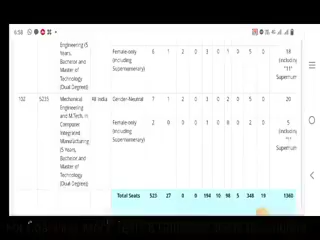 6:58
Engineering (5
Years,
Bachelor and
Master of
Technology
(Dual Degree))
Female-only
(including
Supernumerary)
6 1 2 0 3 0 1 0 5 0 18
(including
"11"
Supernum
102 5235 Mechanical
Engineering
and M.Tech. in
Computer
Integrated
Manufacturing
(5 Years,
Bachelor and
Master of
Technology
(Dual Degree))
All India Gender-Neutral 7 1 2 0 3 0 2 0 5 0 20
Female-only
(including
Supernumerary)
2 0 0 0 1 0 0 0 2 0 5
(including
"1"
Supernum
Total Seats 523 27 194 10 98 5 348 19